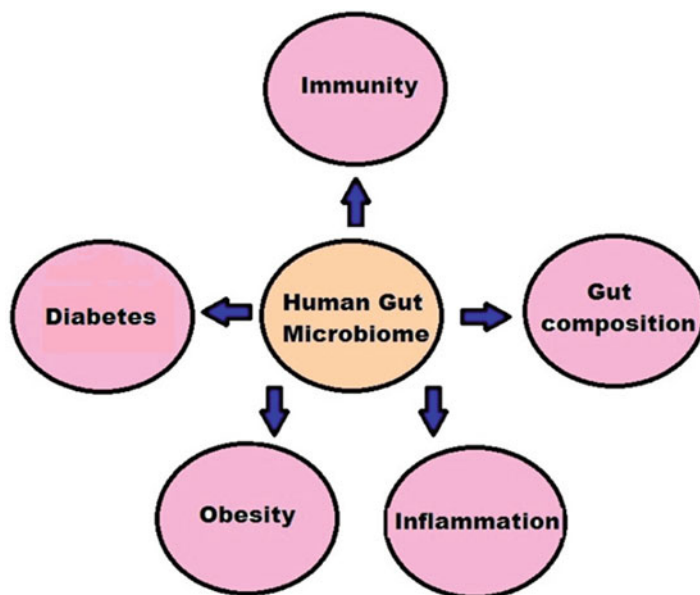 Immunity
Diabetes
Human Gut
Microbiome
Gut
composition
Obesity
Inflammation